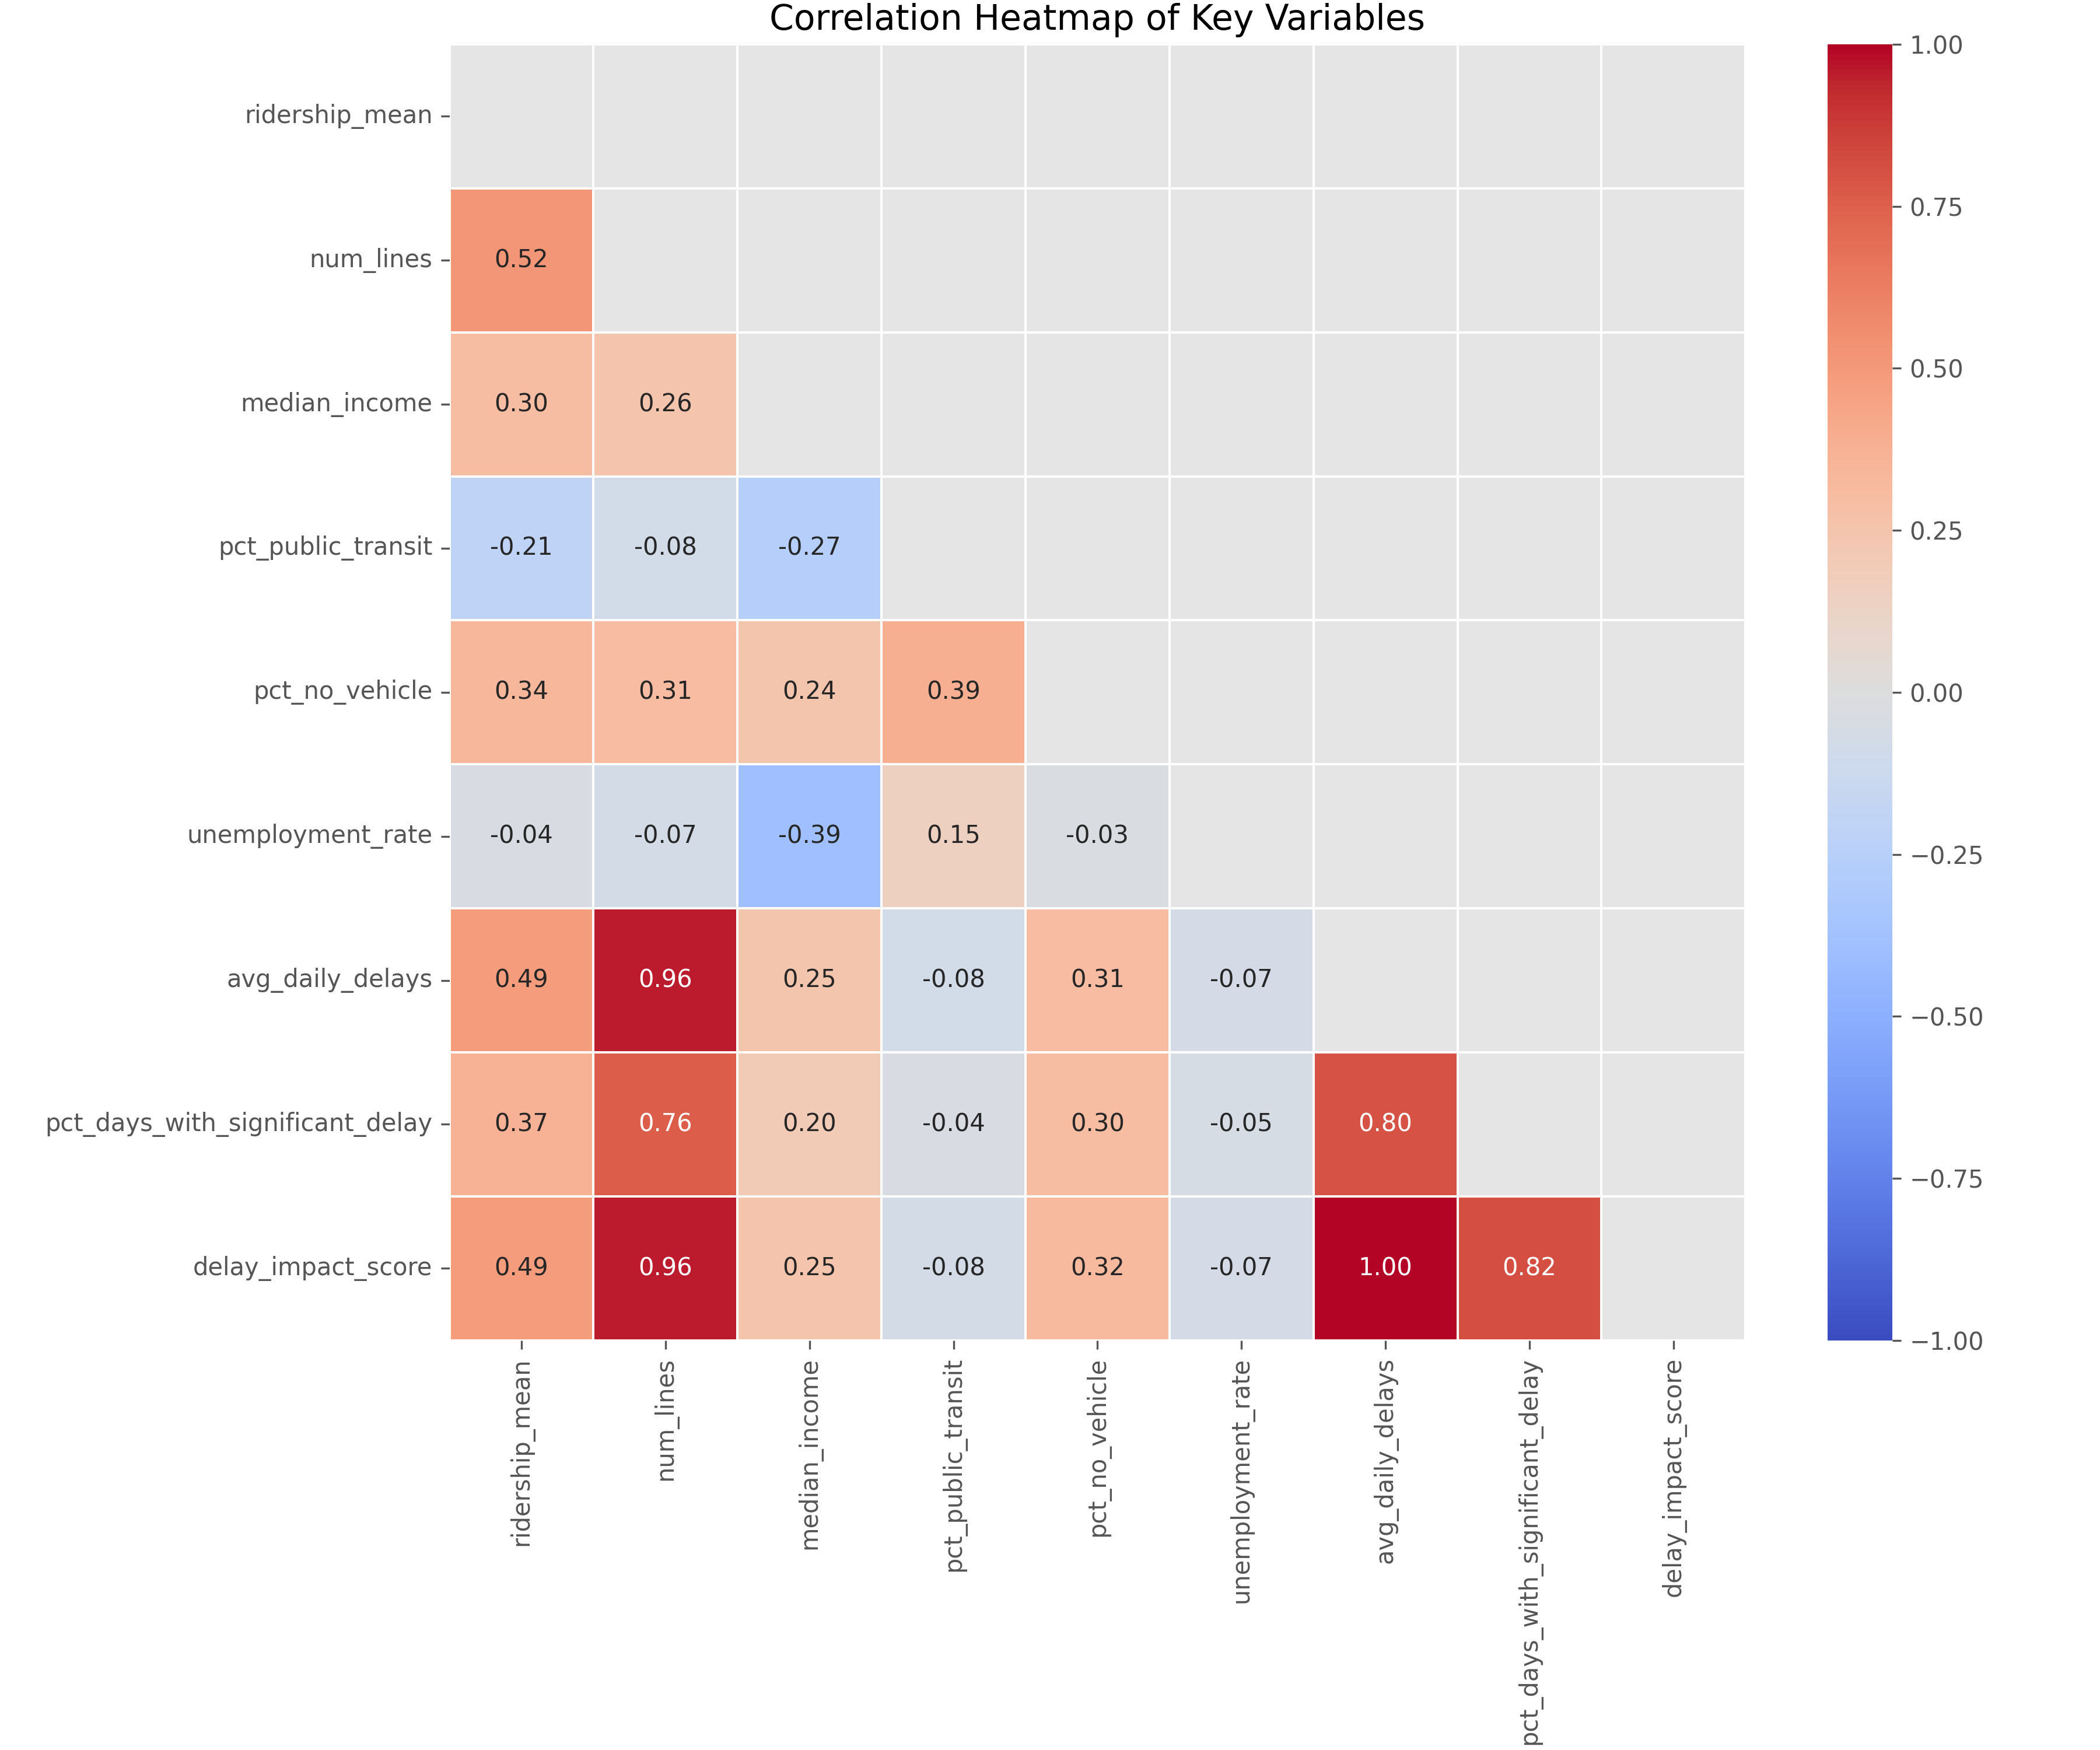 Correlation Heatmap of Key Variables
ridership_mean
num_lines 0.52
median_income 0.30 0.26
pct_public_transit -0.21 -0.08 -0.27
pct_no_vehicle 0.34 0.31 0.24 0.39
unemployment_rate -0.04 -0.07 -0.39 0.15 -0.03
avg_daily_delays 0.49 0.96 0.25 -0.08 0.31 -0.07
pct_days_with_significant_delay 0.37 0.76 0.20 -0.04 0.30 -0.05 0.80
delay_impact_score 0.49 0.96 0.25 -0.08 0.32 -0.07 1.00 0.82
ridership_mean
num_lines
median_income
pct_public_transit
pct_no_vehicle
unemployment_rate
avg_daily_delays
pct_days_with_significant_delay
delay_impact_score
1.00
0.75
0.50
0.25
0.00
−0.25
−0.50
−0.75
−1.00